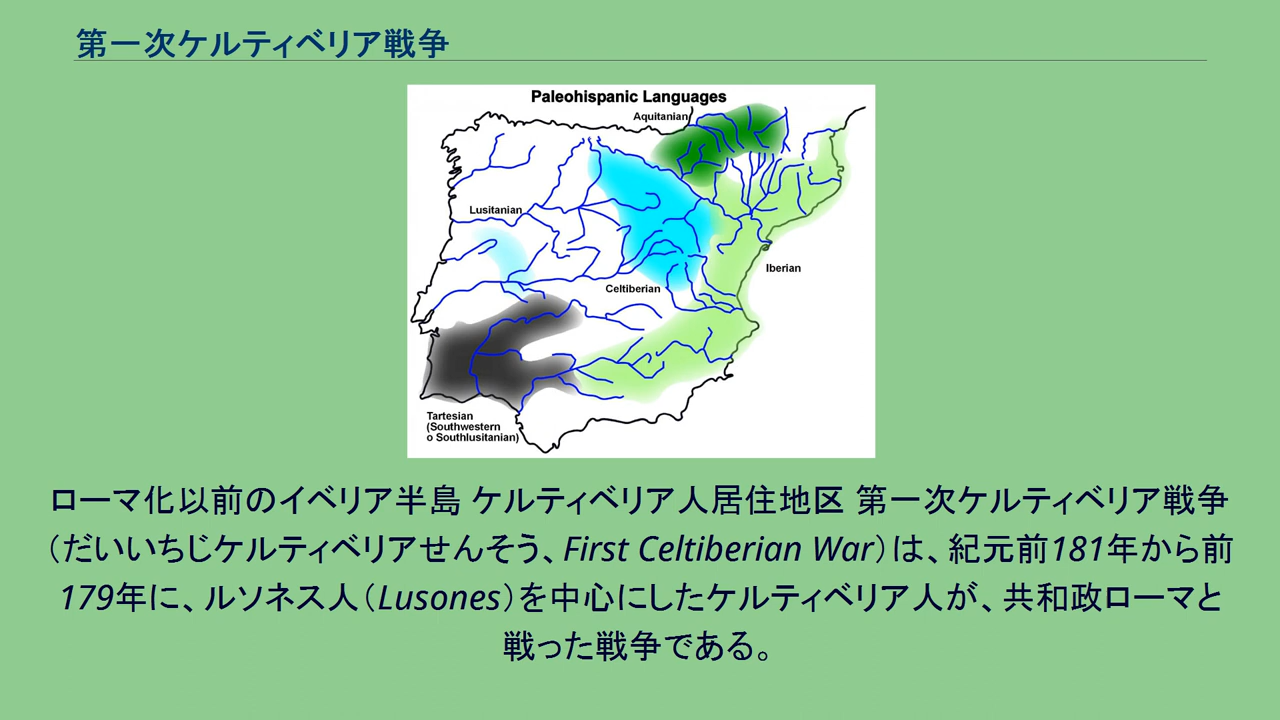 第一次ケルティベリア戦争
Paleohispanic Languages
Aquitanian
Lusitanian
Iberian
Celtiberian
Tartesian
(Southwestern
o Southlusitanian)
ローマ化以前のイベリア半島 ケルティベリア人居住地区 第一次ケルティベリア戦争
（だいいちじケルティベリアせんそう、First Celtiberian War）は、紀元前181年から前
179年に、ルソネス人（Lusones）を中心にしたケルティベリア人が、共和政ローマと
戦った戦争である。